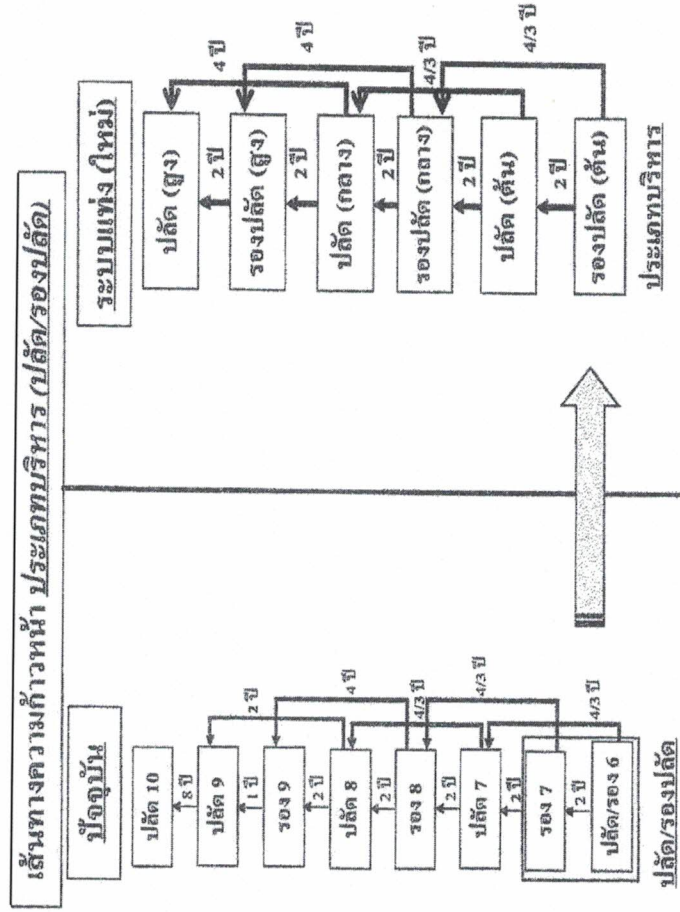 เส้นทางความก้าวหน้า ประเภทบริหาร (ปลัด/รองปลัด)
ปัจจุบัน
ปลัด 10
8 ปี
ปลัด 9
1 ปี
รอง 9
2 ปี
ปลัด 8
2 ปี
รอง 8
2 ปี
ปลัด 7
2 ปี
รอง 7
2 ปี
ปลัด/รอง 6
2 ปี
4 ปี
4/3 ปี
4/3 ปี
4/3 ปี
ปลัด/รองปลัด
ระบบแท่ง (ใหม่)
ปลัด (สูง)
2 ปี
รองปลัด (สูง)
2 ปี
ปลัด (กลาง)
2 ปี
รองปลัด (กลาง)
2 ปี
ปลัด (ต้น)
2 ปี
รองปลัด (ต้น)
4 ปี
4 ปี
4/3 ปี
4/3 ปี
ประเภทบริหาร